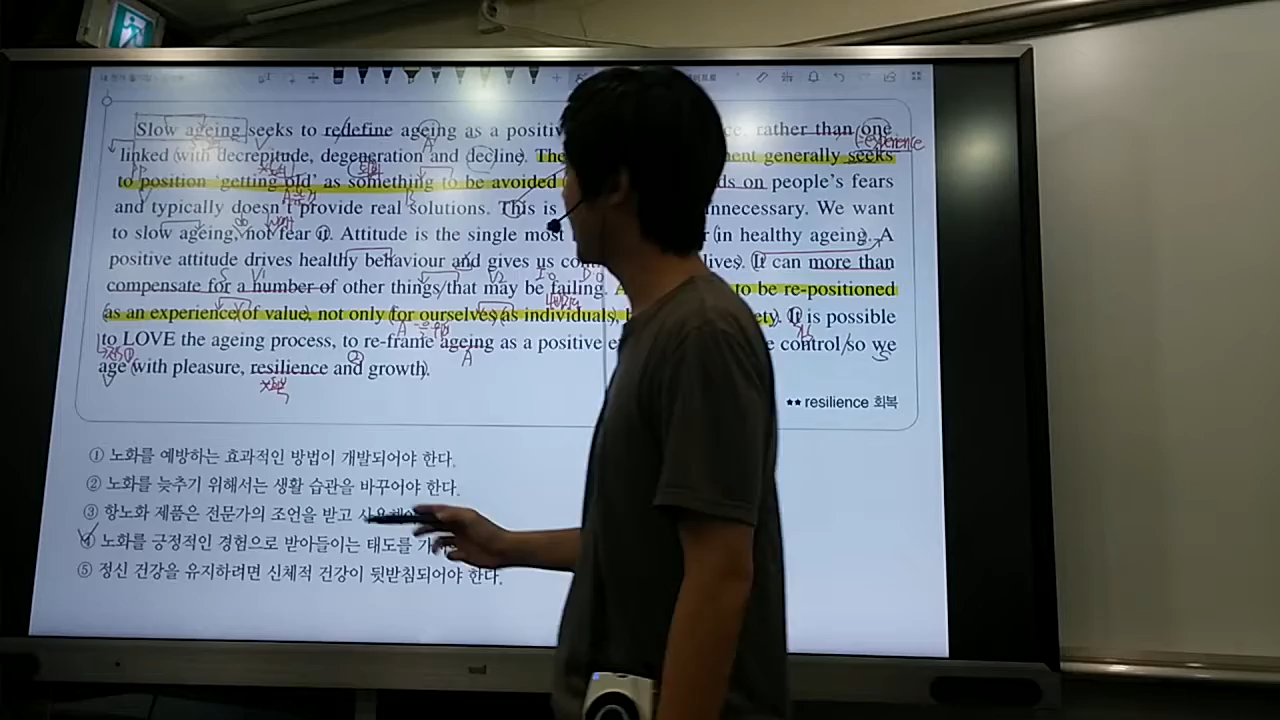 Slow ageing seeks to redefine ageing as a positiv rather than one
experience
linked (with decrepitude, degeneration and decline). The ent generally seeks
to position 'getting old' as something to be avoided ds on people's fears
and typically doesn't provide real solutions. This is nnecessary. We want
to slow ageing, not fear it. Attitude is the single most r (in healthy ageing). A
positive attitude drives healthy behaviour and gives us co lives). It can more than
compensate for a number of other things/that may be failing. A to be re-positioned
(as an experience(of value), not only (for ourselves(as individuals), b ty). It is possible
to LOVE the ageing process, to re-frame ageing as a positive e e control/so we
age (with pleasure, resilience and growth).
★★ resilience 회복
① 노화를 예방하는 효과적인 방법이 개발되어야 한다.
② 노화를 늦추기 위해서는 생활 습관을 바꾸어야 한다.
③ 항노화 제품은 전문가의 조언을 받고
④ 노화를 긍정적인 경험으로 받아들이는 태도를
⑤ 정신 건강을 유지하려면 신체적 건강이 뒷받침되어야 한다.